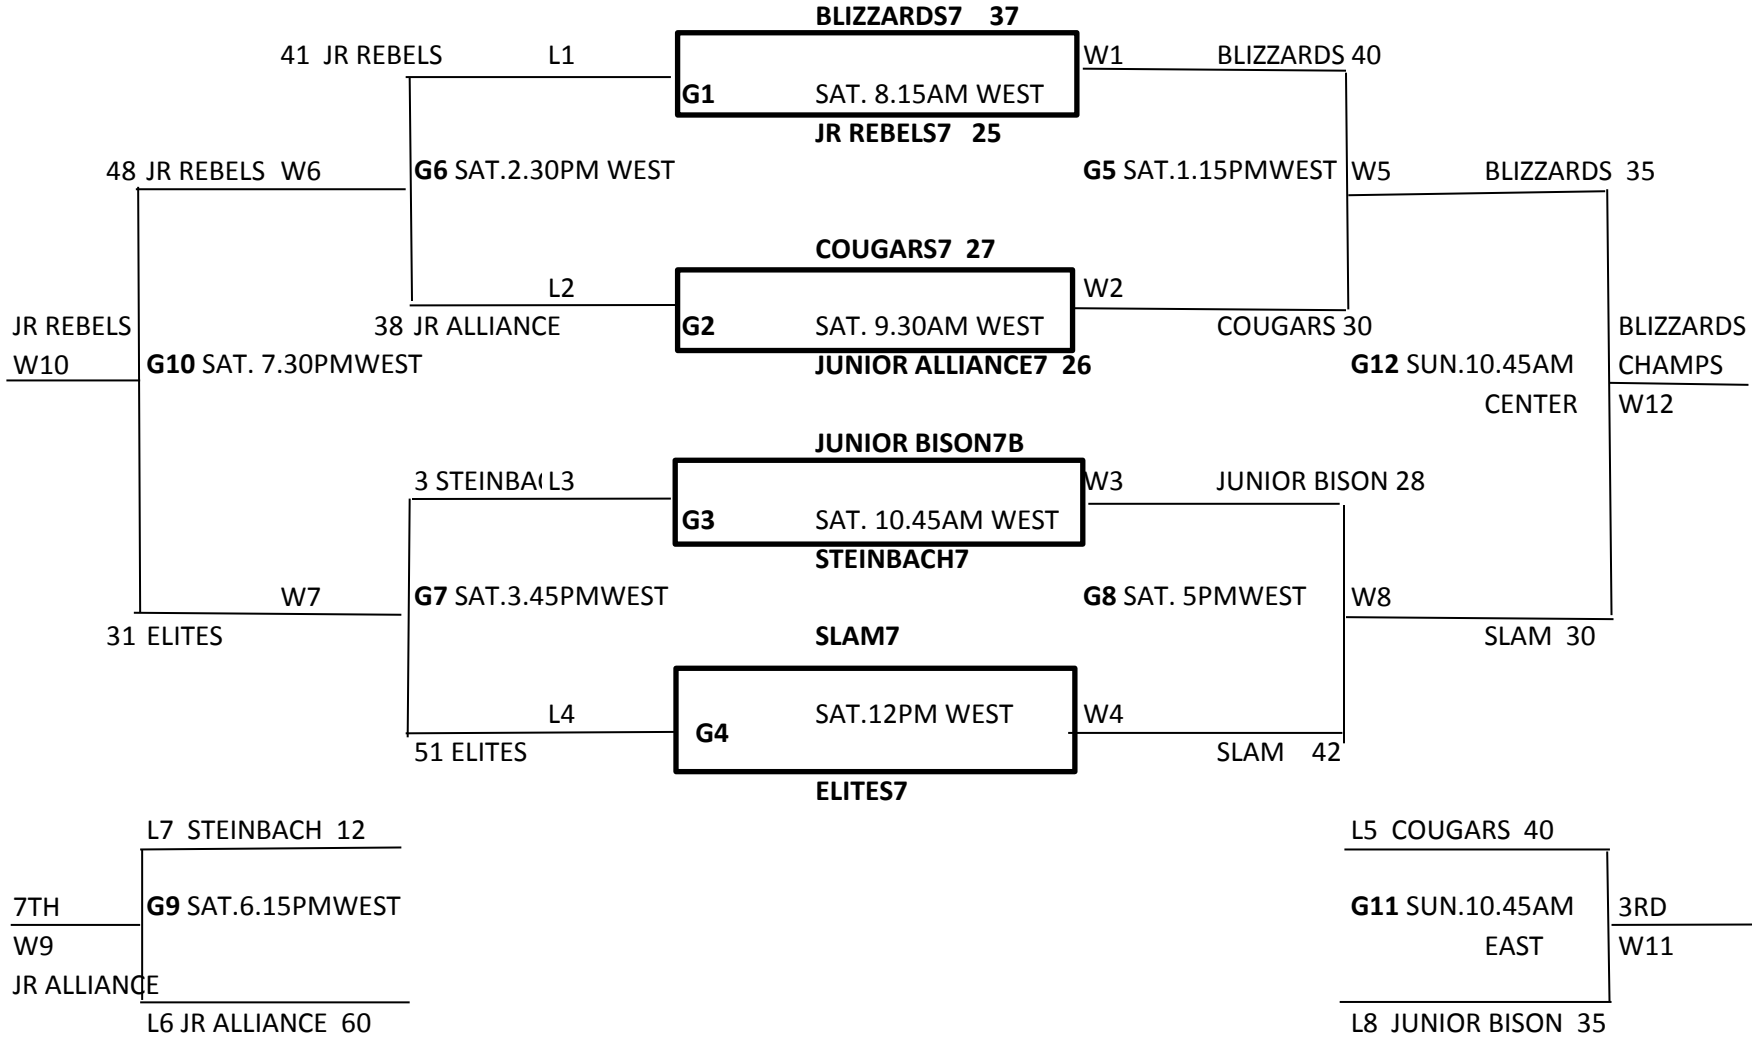 BLIZZARDS7 37
41 JR REBELS L1 W1 BLIZZARDS 40
G1 SAT. 8.15AM WEST
JR REBELS7 25
48 JR REBELS W6 G6 SAT.2.30PM WEST G5 SAT.1.15PMWEST W5 BLIZZARDS 35
COUGARS7 27
L2 W2
JR REBELS 38 JR ALLIANCE G2 SAT. 9.30AM WEST COUGARS 30 BLIZZARDS
W10 G10 SAT. 7.30PMWEST JUNIOR ALLIANCE7 26 G12 SUN.10.45AM CHAMPS
CENTER W12
JUNIOR BISON7B
3 STEINBA L3 W3 JUNIOR BISON 28
G3 SAT. 10.45AM WEST
STEINBACH7
W7 G7 SAT.3.45PMWEST G8 SAT. 5PMWEST W8
31 ELITES SLAM7 SLAM 30
L4 SAT.12PM WEST W4
G4
51 ELITES SLAM 42
ELITES7
L7 STEINBACH 12 L5 COUGARS 40
7TH G9 SAT.6.15PMWEST G11 SUN.10.45AM 3RD
W9 EAST W11
JR ALLIANCE
L6 JR ALLIANCE 60 L8 JUNIOR BISON 35